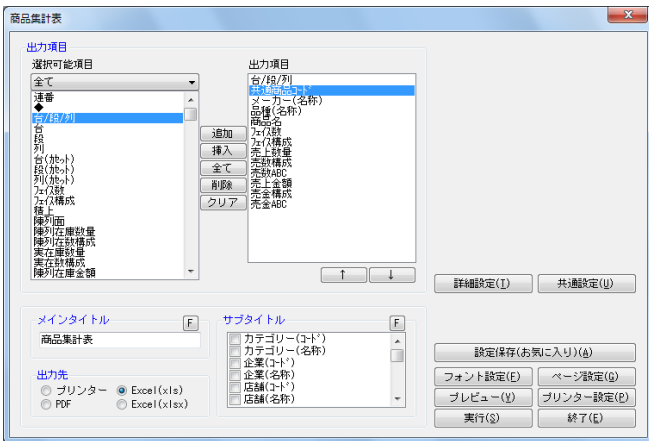 商品集計表
出力項目
選択可能項目
全て
連番
◆
台/段/列
台
段
列
台(ｶｾｯﾄ)
段(ｶｾｯﾄ)
列(ｶｾｯﾄ)
ﾌｪｲｽ数
ﾌｪｲｽ構成
積上
陳列面
陳列在庫数量
陳列在数構成
実在庫数量
実在数構成
陳列在庫金額
追加
挿入
全て
削除
クリア
出力項目
台/段/列
共通商品ｺｰﾄﾞ
メーカー(名称)
品種(名称)
商品名
ﾌｪｲｽ数
ﾌｪｲｽ構成
売上数量
売数構成
売数ABC
売上金額
売金構成
売金ABC
↑ ↓
詳細設定(T) 共通設定(U)
メインタイトル F
商品集計表
出力先
プリンター Excel(xls)
PDF Excel(xlsx)
サブタイトル F
カテゴリー(ｺｰﾄﾞ)
カテゴリー(名称)
企業(ｺｰﾄﾞ)
企業(名称)
店舗(ｺｰﾄﾞ)
店舗(名称)
設定保存(お気に入り)(A)
フォント設定(F) ページ設定(G)
プレビュー(V) プリンター設定(P)
実行(S) 終了(E)